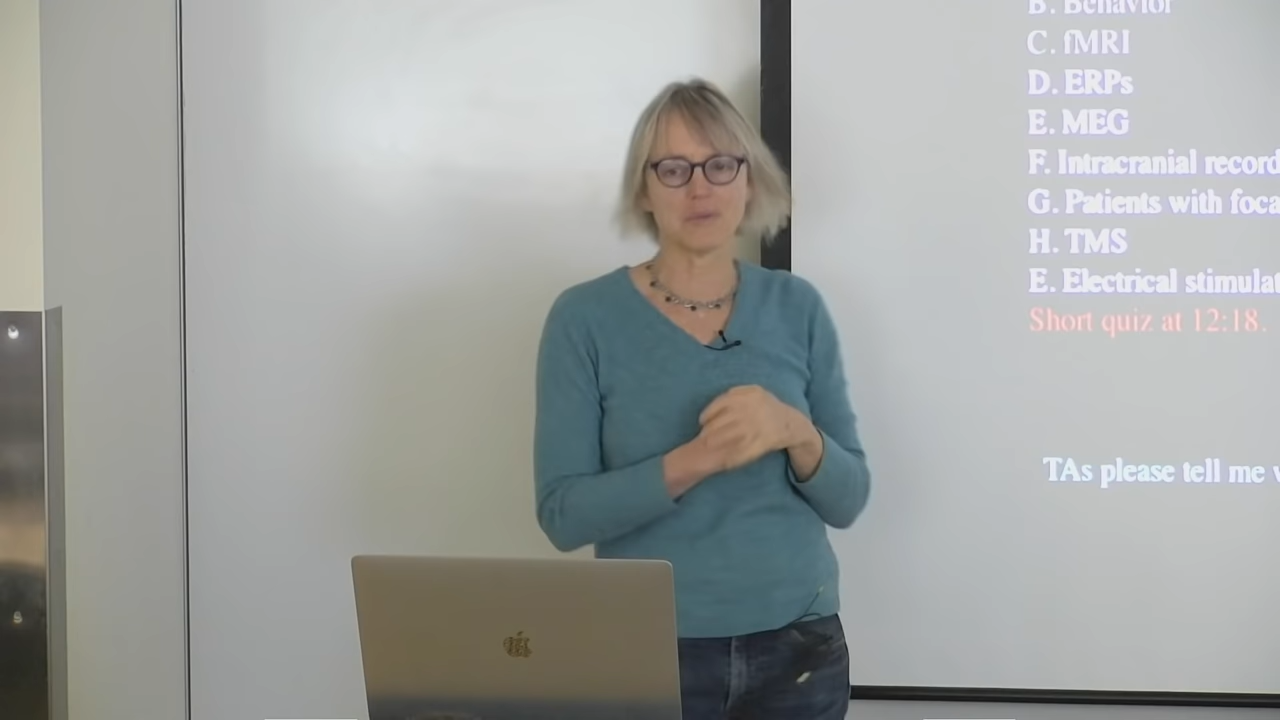 B. Behavior
C. fMRI
D. ERPs
E. MEG
F. Intracranial record
G. Patients with foca
H. TMS
E. Electrical stimulat
Short quiz at 12:18.
TAs please tell me